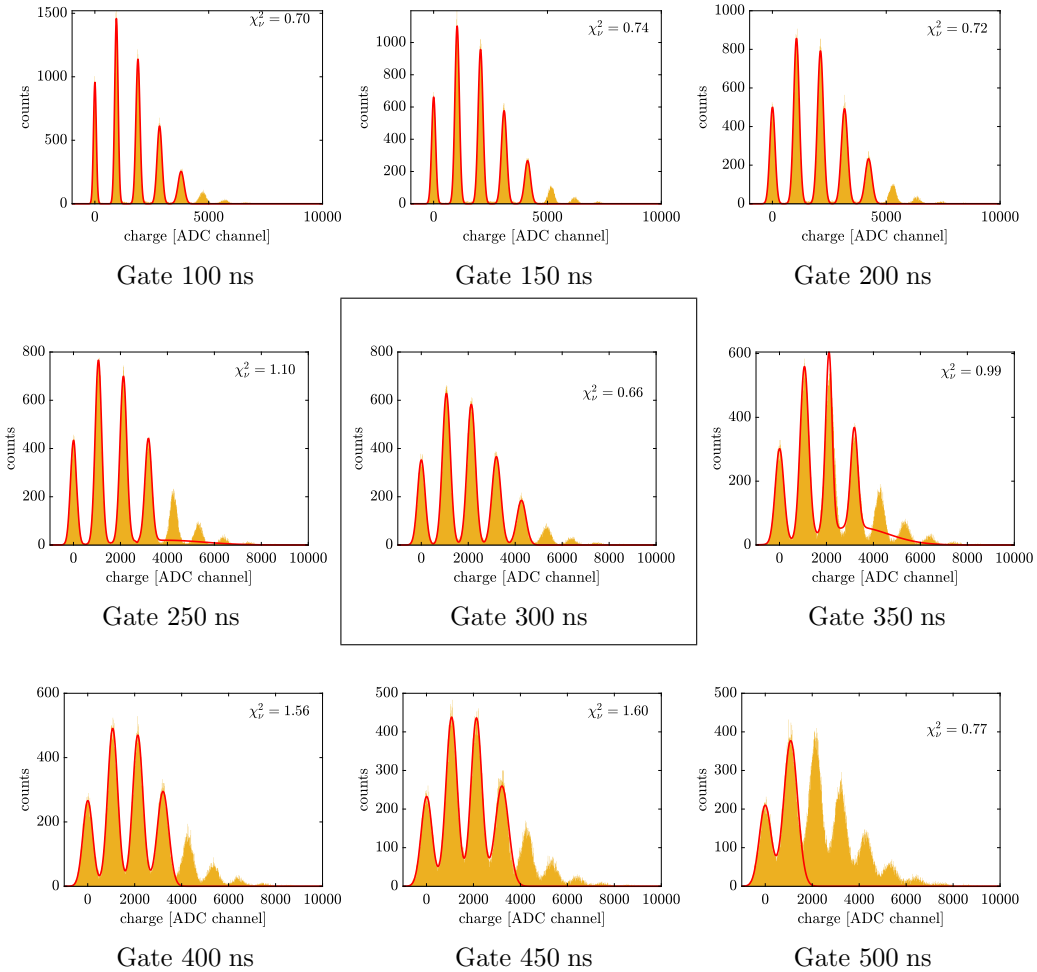 1500
1000
500
0
0
5000
10000
counts
charge [ADC channel]
χ²ᵥ = 0.70
Gate 100 ns
1000
800
600
400
200
0
0
5000
10000
counts
charge [ADC channel]
χ²ᵥ = 0.74
Gate 150 ns
1000
800
600
400
200
0
0
5000
10000
counts
charge [ADC channel]
χ²ᵥ = 0.72
Gate 200 ns
800
600
400
200
0
0 2000 4000 6000 8000 10000
counts
charge [ADC channel]
χ²ᵥ = 1.10
Gate 250 ns
800
600
400
200
0
0 2000 4000 6000 8000 10000
counts
charge [ADC channel]
χ²ᵥ = 0.66
Gate 300 ns
600
400
200
0
0 2000 4000 6000 8000 10000
counts
charge [ADC channel]
χ²ᵥ = 0.99
Gate 350 ns
600
400
200
0
0 2000 4000 6000 8000 10000
counts
charge [ADC channel]
χ²ᵥ = 1.56
Gate 400 ns
500
400
300
200
100
0
0 2000 4000 6000 8000 10000
counts
charge [ADC channel]
χ²ᵥ = 1.60
Gate 450 ns
500
400
300
200
100
0
0 2000 4000 6000 8000 10000
counts
charge [ADC channel]
χ²ᵥ = 0.77
Gate 500 ns